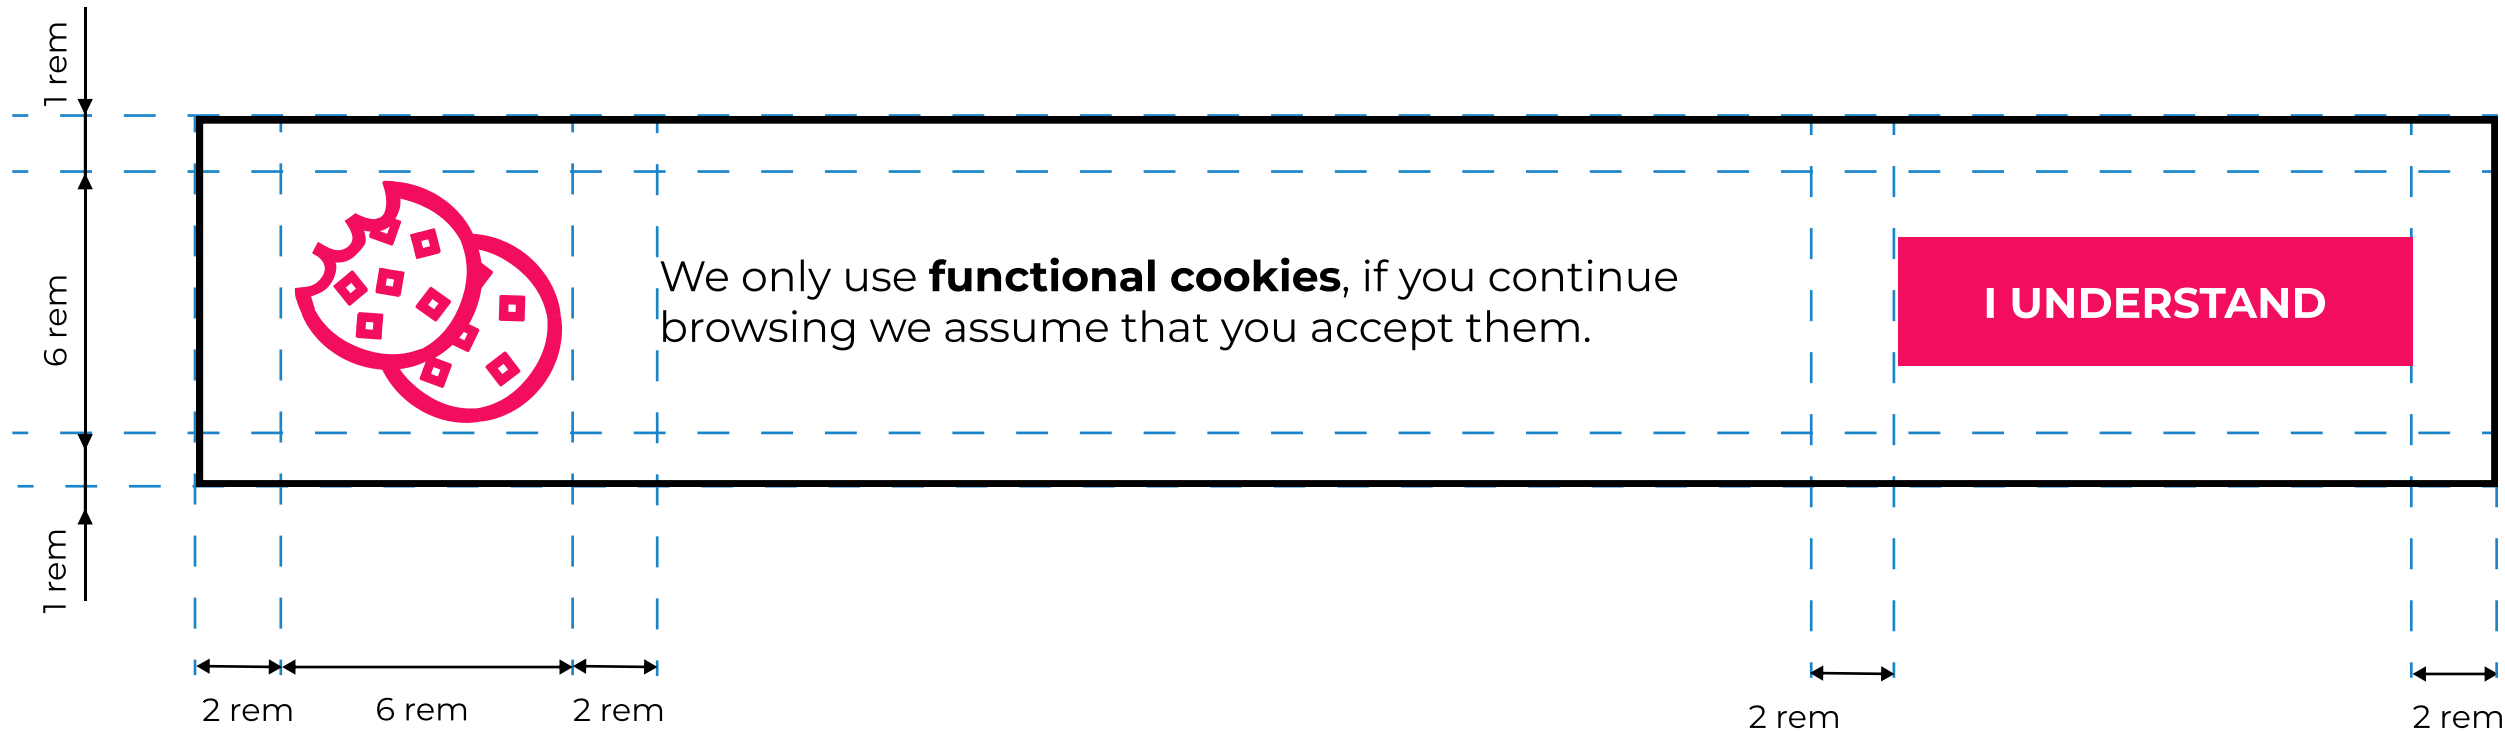 1 rem
6 rem
1 rem
We only use functional cookies, if you continue
browsing we assume that you accept them.
I UNDERSTAND
2 rem
6 rem
2 rem
2 rem
2 rem